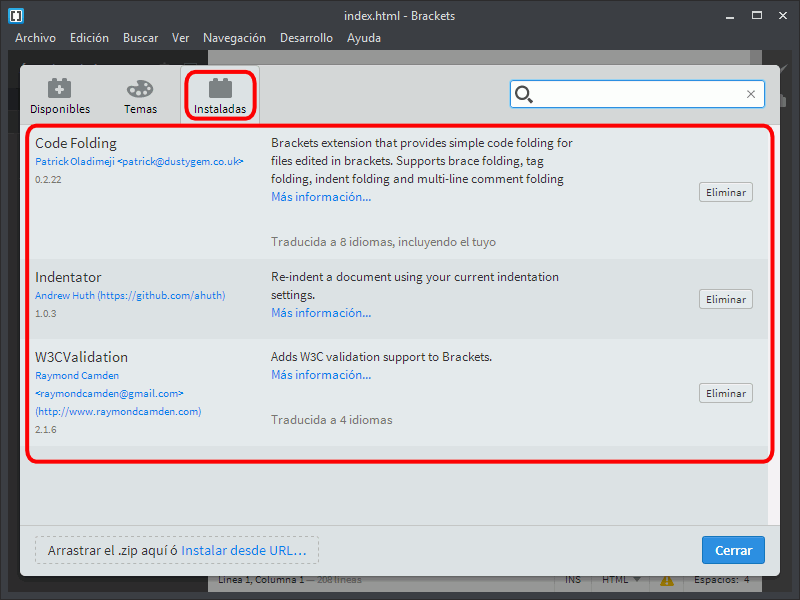 index.html - Brackets
Archivo Edición Buscar Ver Navegación Desarrollo Ayuda
Disponibles Temas Instaladas
Code Folding
Patrick Oladimeji <patrick@dustygem.co.uk>
0.2.22
Brackets extension that provides simple code folding for
files edited in brackets. Supports brace folding, tag
folding, indent folding and multi-line comment folding
Más información...
Traducida a 8 idiomas, incluyendo el tuyo
Eliminar
Indentator
Andrew Huth (https://github.com/ahuth)
1.0.3
Re-indent a document using your current indentation
settings.
Más información...
Eliminar
W3CValidation
Raymond Camden
<raymondcamden@gmail.com>
(http://www.raymondcamden.com)
2.1.6
Adds W3C validation support to Brackets.
Más información...
Traducida a 4 idiomas
Eliminar
Arrastrar el .zip aquí ó Instalar desde URL...
Cerrar
Línea 1, Columna 1 — 208 líneas INS HTML Espacios: 4